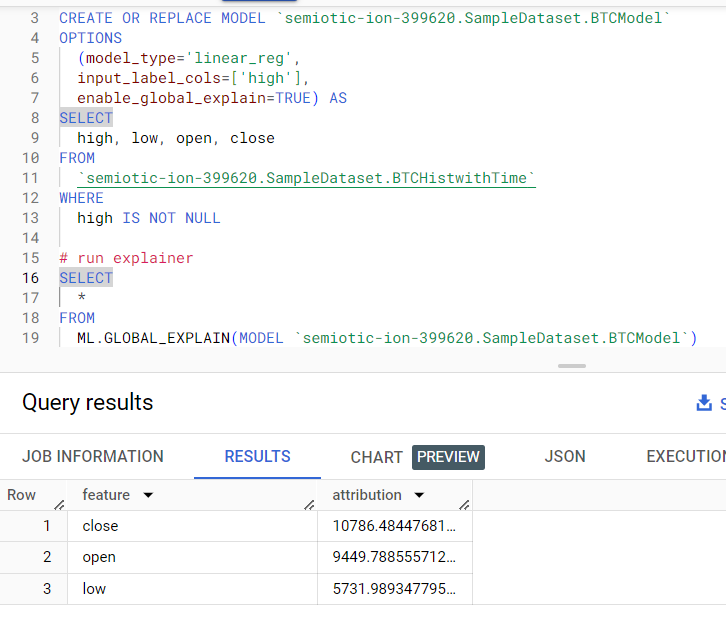 3 CREATE OR REPLACE MODEL `semiotic-ion-399620.SampleDataset.BTCModel`
4 OPTIONS
5 (model_type='linear_reg',
6 input_label_cols=['high'],
7 enable_global_explain=TRUE) AS
8 SELECT
9 high, low, open, close
10 FROM
11 `semiotic-ion-399620.SampleDataset.BTCHistwithTime`
12 WHERE
13 high IS NOT NULL
14
15 # run explainer
16 SELECT
17 *
18 FROM
19 ML.GLOBAL_EXPLAIN(MODEL `semiotic-ion-399620.SampleDataset.BTCModel`)
Query results S
JOB INFORMATION RESULTS CHART PREVIEW JSON EXECUTION
Row feature attribution
1 close 10786.48447681...
2 open 9449.788555712...
3 low 5731.989347795...